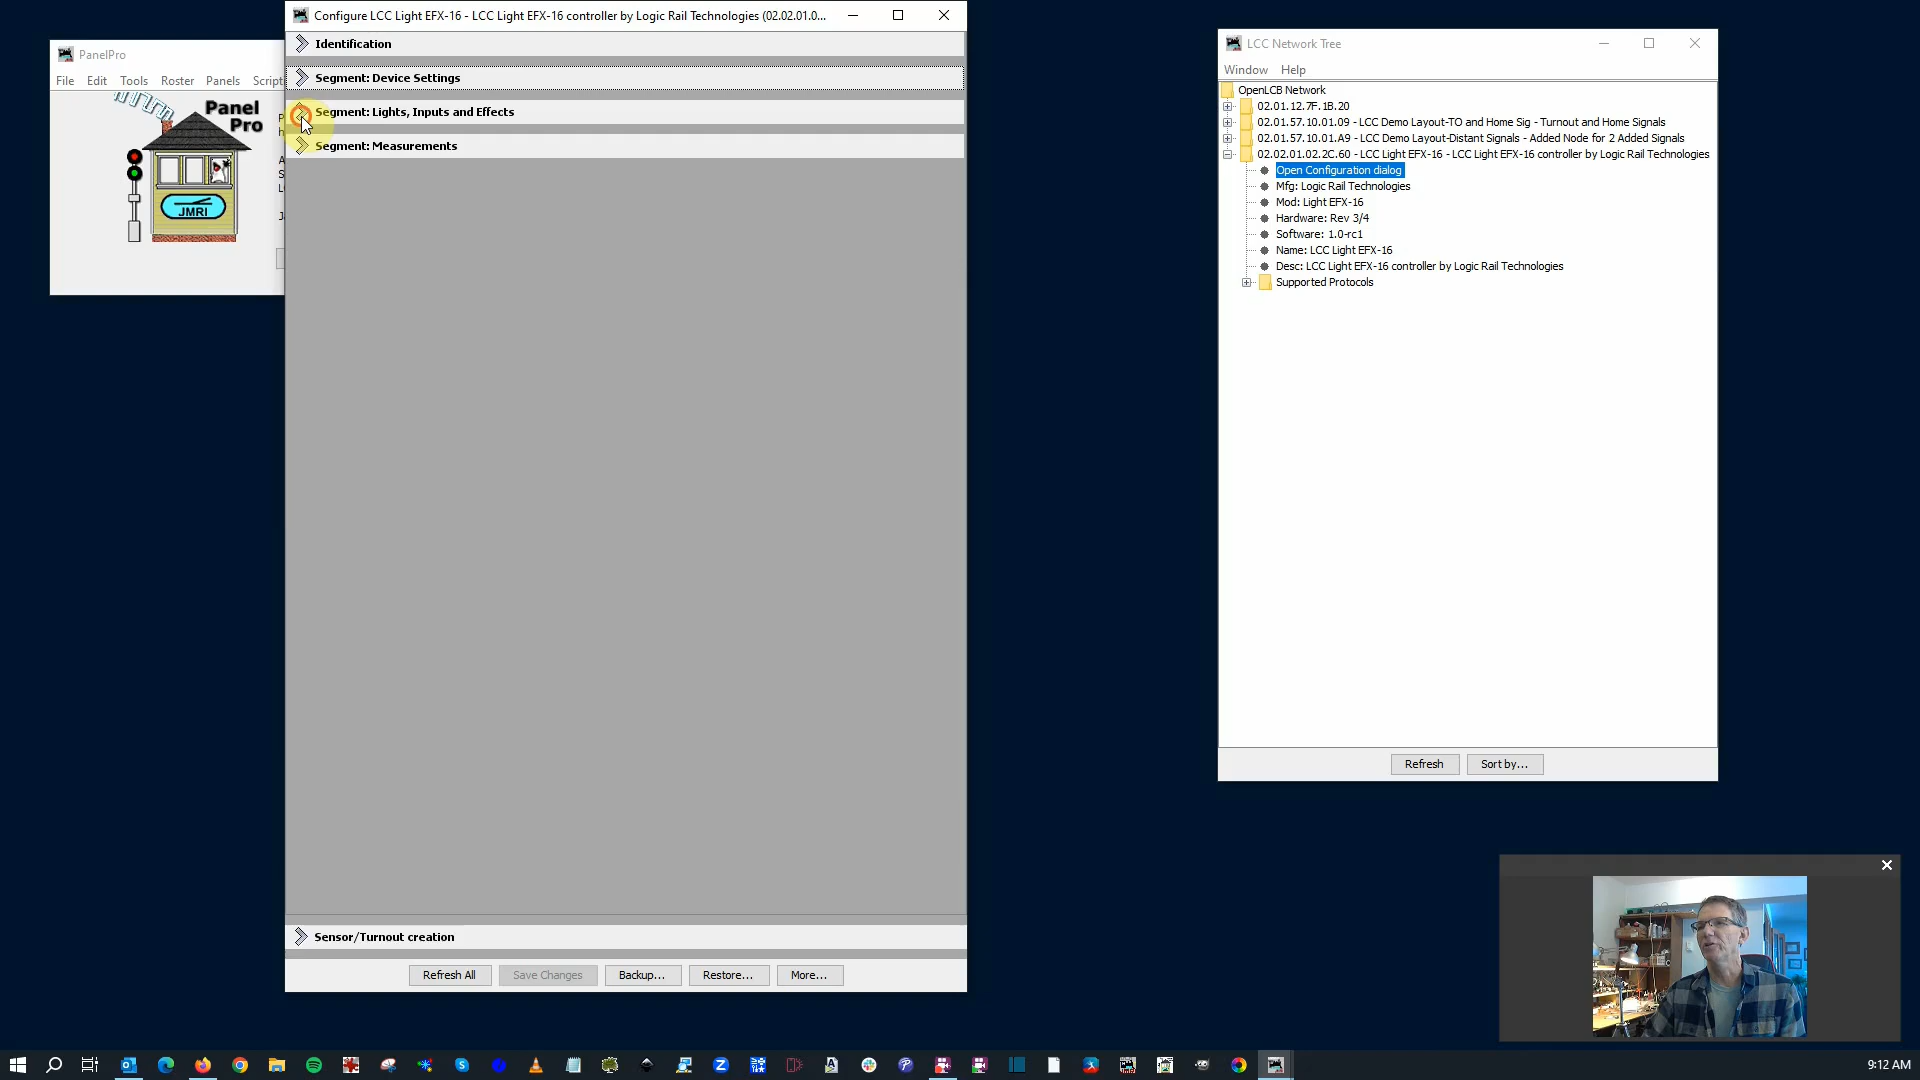 Configure LCC Light EFX-16 - LCC Light EFX-16 controller by Logic Rail Technologies (02.02.01.0...
Identification
Segment: Device Settings
Segment: Lights, Inputs and Effects
Segment: Measurements
Sensor/Turnout creation
Refresh All
Save Changes
Backup...
Restore...
More...
PanelPro
File Edit Tools Roster Panels Script
Panel
Pro
JMRI
LCC Network Tree
Window Help
OpenLCB Network
02.01.12.7F.1B.20
02.01.57.10.01.09 - LCC Demo Layout-TO and Home Sig - Turnout and Home Signals
02.01.57.10.01.A9 - LCC Demo Layout-Distant Signals - Added Node for 2 Added Signals
02.02.01.02.2C.60 - LCC Light EFX-16 - LCC Light EFX-16 controller by Logic Rail Technologies
Open Configuration dialog
Mfg: Logic Rail Technologies
Mod: Light EFX-16
Hardware: Rev 3/4
Software: 1.0-rc1
Name: LCC Light EFX-16
Desc: LCC Light EFX-16 controller by Logic Rail Technologies
Supported Protocols
Refresh
Sort by...
9:12 AM